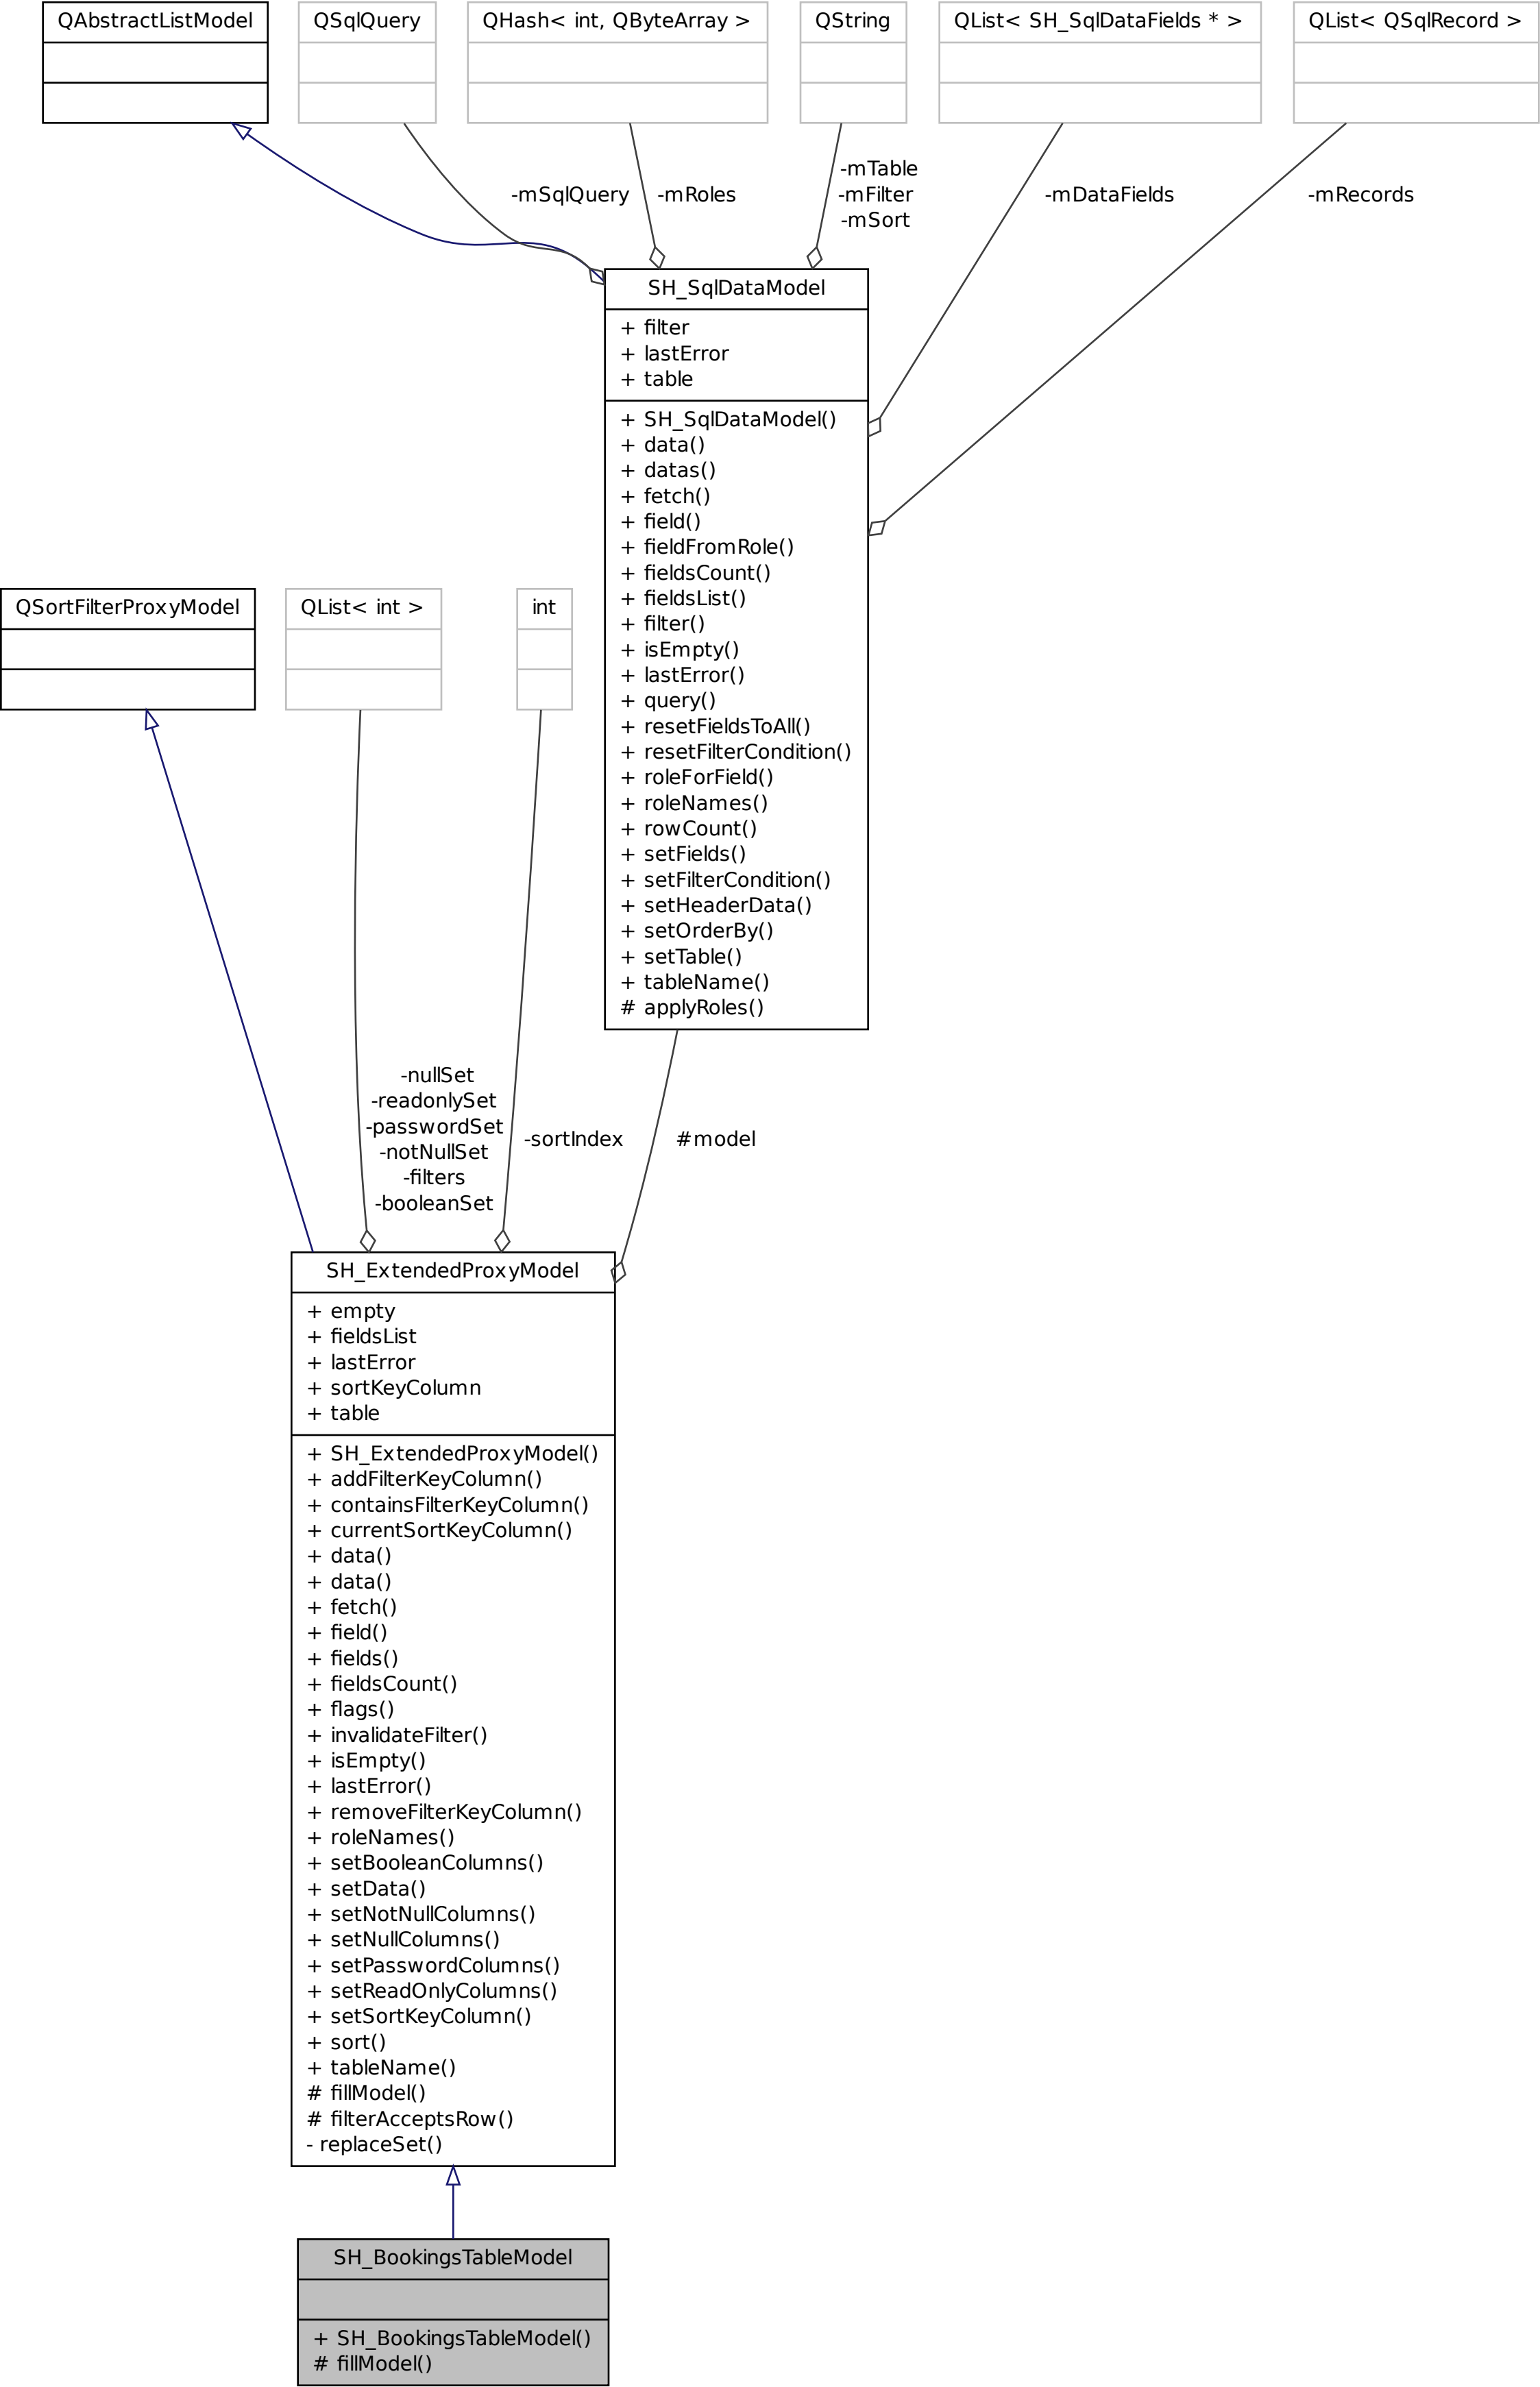 QAbstractListModel
QSqlQuery
QHash< int, QByteArray >
QString
QList< SH_SqlDataFields * >
QList< QSqlRecord >
-mSqlQuery
-mRoles
-mTable
-mFilter
-mSort
-mDataFields
-mRecords
SH_SqlDataModel
+ filter
+ lastError
+ table
+ SH_SqlDataModel()
+ data()
+ datas()
+ fetch()
+ field()
+ fieldFromRole()
+ fieldsCount()
+ fieldsList()
+ filter()
+ isEmpty()
+ lastError()
+ query()
+ resetFieldsToAll()
+ resetFilterCondition()
+ roleForField()
+ roleNames()
+ rowCount()
+ setFields()
+ setFilterCondition()
+ setHeaderData()
+ setOrderBy()
+ setTable()
+ tableName()
# applyRoles()
QSortFilterProxyModel
QList< int >
int
-nullSet
-readonlySet
-passwordSet
-notNullSet
-filters
-booleanSet
-sortIndex
#model
SH_ExtendedProxyModel
+ empty
+ fieldsList
+ lastError
+ sortKeyColumn
+ table
+ SH_ExtendedProxyModel()
+ addFilterKeyColumn()
+ containsFilterKeyColumn()
+ currentSortKeyColumn()
+ data()
+ data()
+ fetch()
+ field()
+ fields()
+ fieldsCount()
+ flags()
+ invalidateFilter()
+ isEmpty()
+ lastError()
+ removeFilterKeyColumn()
+ roleNames()
+ setBooleanColumns()
+ setData()
+ setNotNullColumns()
+ setNullColumns()
+ setPasswordColumns()
+ setReadOnlyColumns()
+ setSortKeyColumn()
+ sort()
+ tableName()
# fillModel()
# filterAcceptsRow()
- replaceSet()
SH_BookingsTableModel
+ SH_BookingsTableModel()
# fillModel()